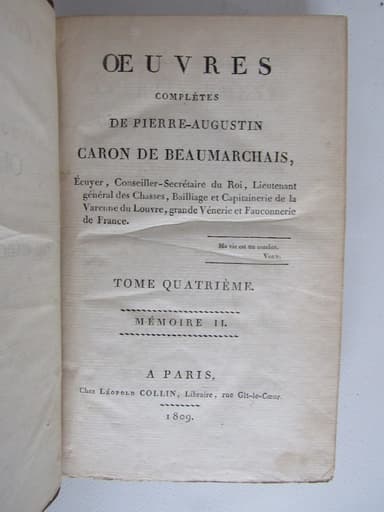 ŒUVRES
COMPLÈTES
DE PIERRE-AUGUSTIN
CARON DE BEAUMARCHAIS,
Écuyer, Conseiller-Secrétaire du Roi, Lieutenant
général des Chasses, Bailliage et Capitainerie de la
Varenne du Louvre, grande Vénerie et Fauconnerie
de France.
Ma vie est un combat.
VOLT.
TOME QUATRIÈME.
MÉMOIRE II.
A PARIS,
Chez LÉOPOLD COLLIN, Libraire, rue Gît-le-Cœur.
1809.